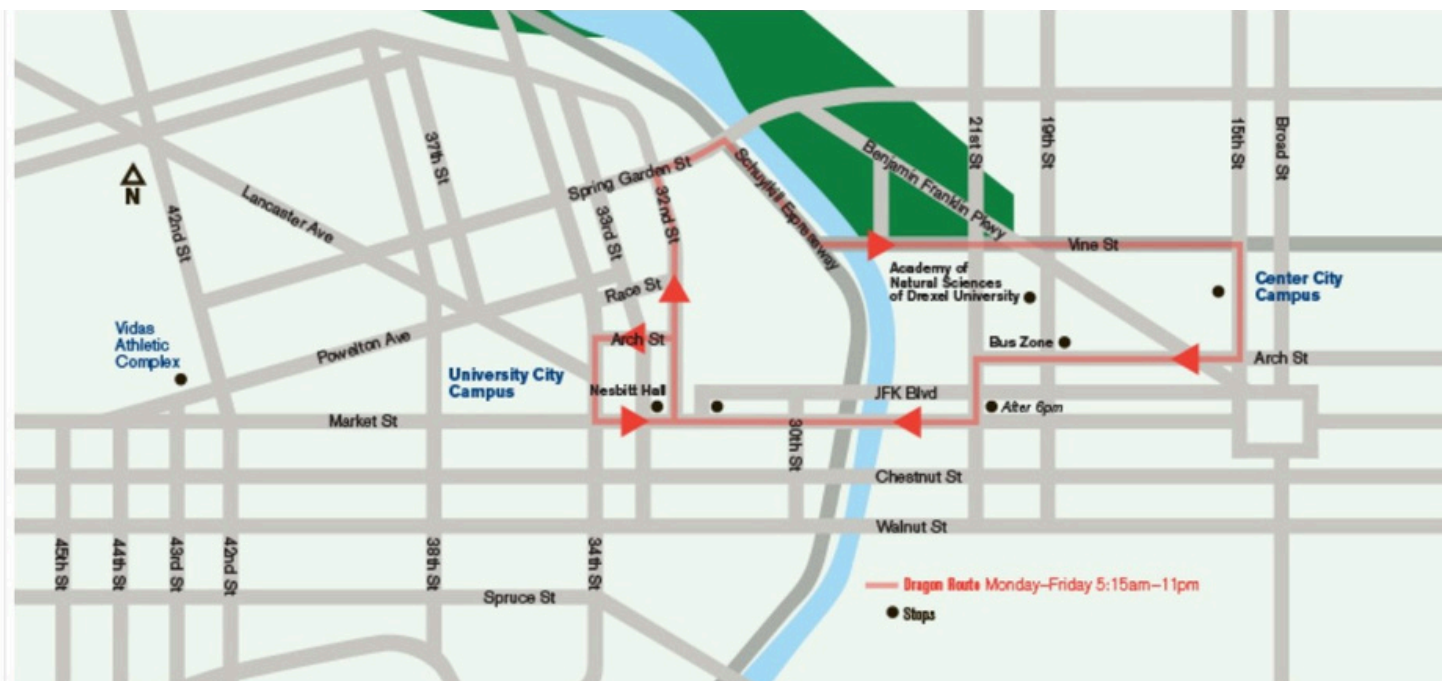 21st St
19th St
15th St
Broad St
37th St
Benjamin Franklin Pkwy
Schuylkill Expressway
Spring Garden St
N
Lancaster Ave
42nd St
33rd St
32nd St
Vine St
Academy of
Natural Sciences
of Drexel University
Center City
Campus
Race St
Vidas
Athletic
Complex
Powelton Ave
Arch St
Bus Zone
Arch St
University City
Campus
Nesbitt Hall
JFK Blvd
After 6pm
Market St
30th St
Chestnut St
Walnut St
45th St
44th St
43rd St
42nd St
38th St
34th St
Dragon Route Monday–Friday 5:15am–11pm
Spruce St
Stops